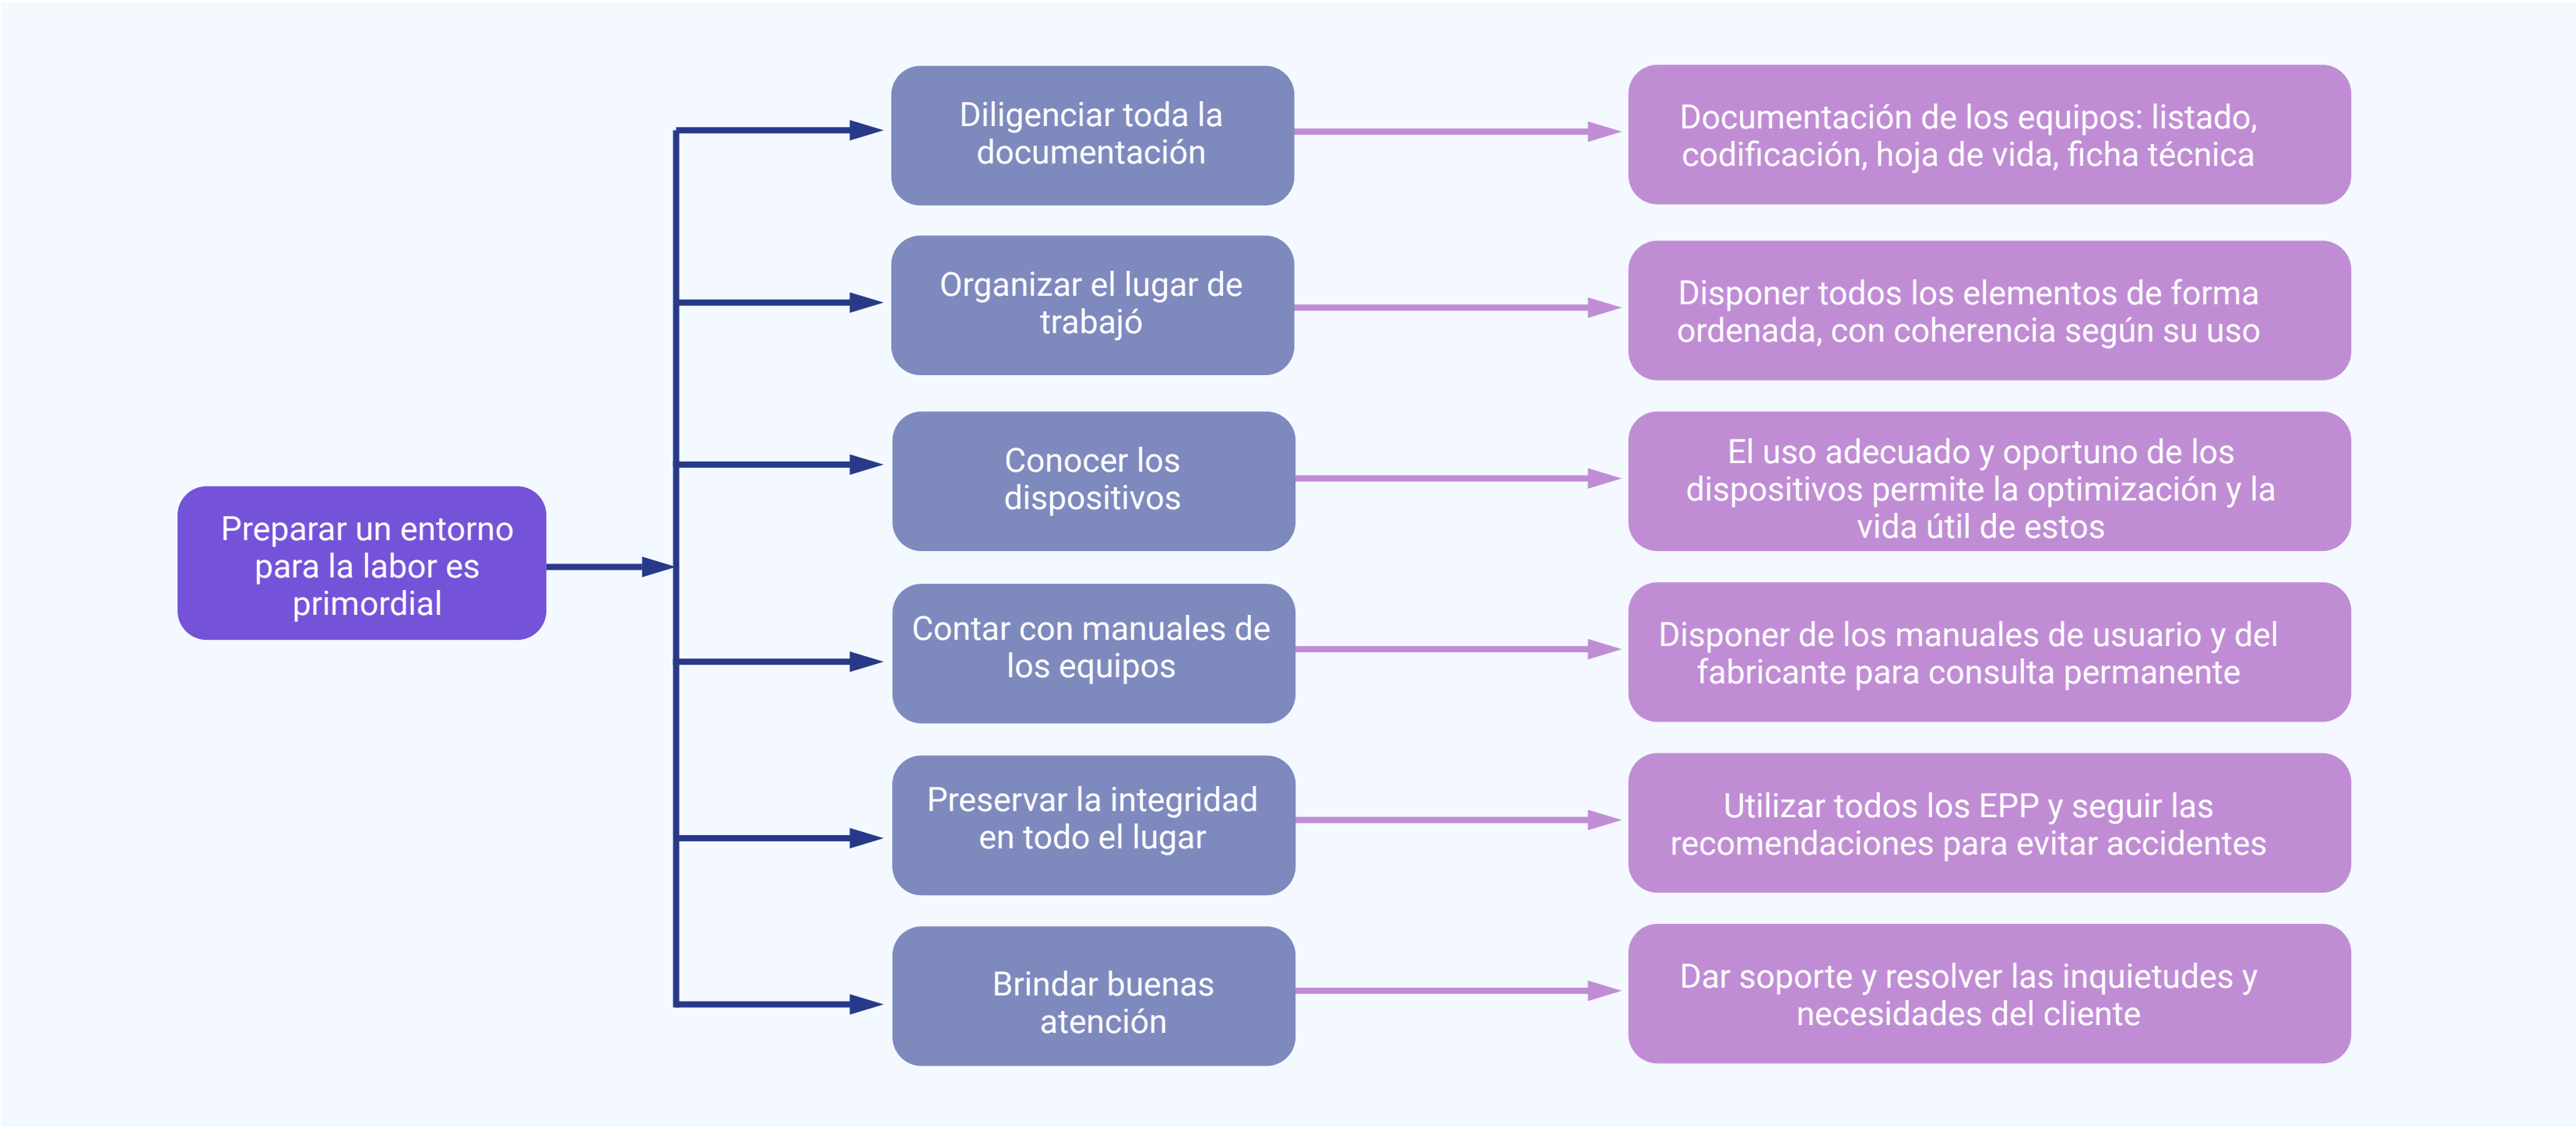 Preparar un entorno
para la labor es
primordial
Diligenciar toda la
documentación
Documentación de los equipos: listado,
codificación, hoja de vida, ficha técnica
Organizar el lugar de
trabajó
Disponer todos los elementos de forma
ordenada, con coherencia según su uso
Conocer los
dispositivos
El uso adecuado y oportuno de los
dispositivos permite la optimización y la
vida útil de estos
Contar con manuales de
los equipos
Disponer de los manuales de usuario y del
fabricante para consulta permanente
Preservar la integridad
en todo el lugar
Utilizar todos los EPP y seguir las
recomendaciones para evitar accidentes
Brindar buenas
atención
Dar soporte y resolver las inquietudes y
necesidades del cliente